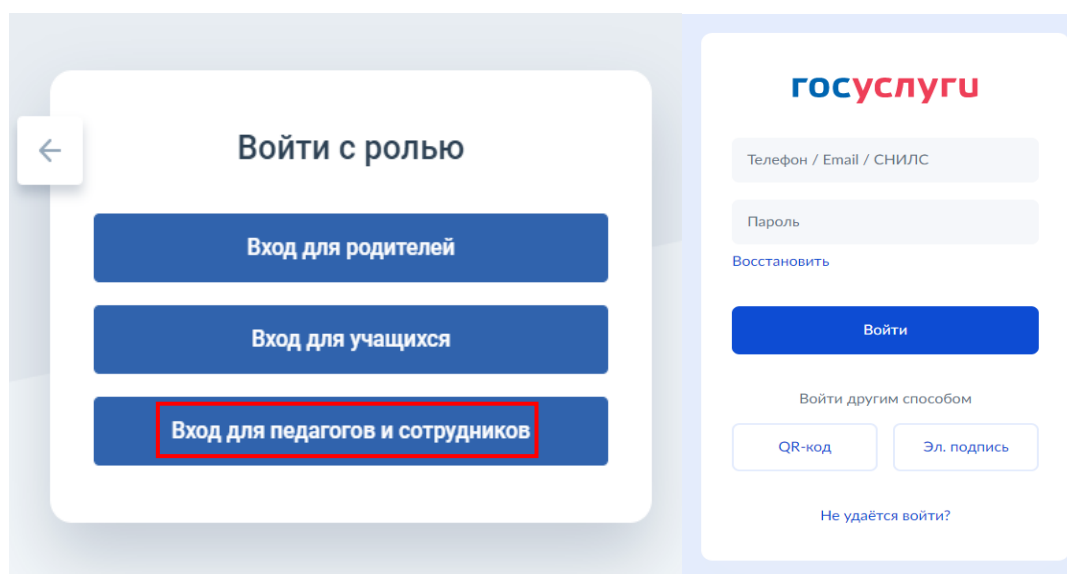 Войти с ролью
Вход для родителей
Вход для учащихся
Вход для педагогов и сотрудников
госуслуги
Телефон / Email / СНИЛС
Пароль
Восстановить
Войти
Войти другим способом
QR-код
Эл. подпись
Не удаётся войти?